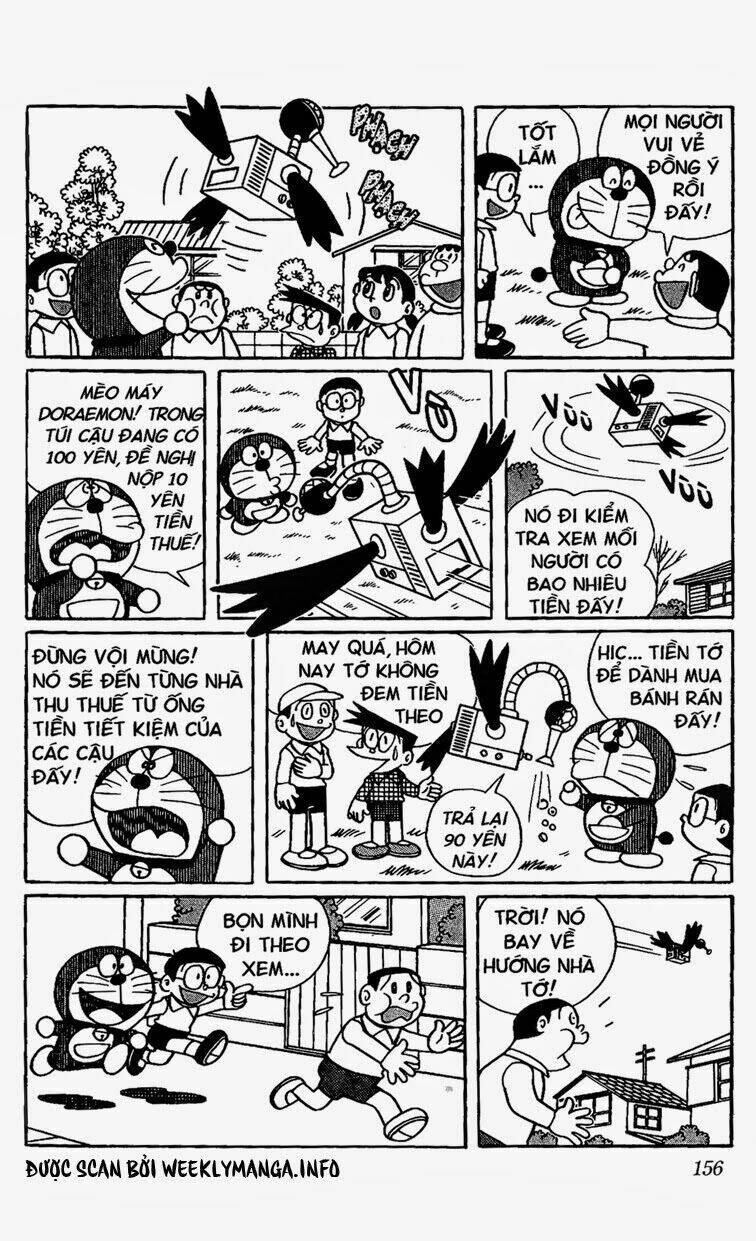 MỌI NGƯỜI
VUI VẺ
ĐỒNG Ý
RỒI
ĐẤY!
TỐT
LẮM
...
PHẠCH
PHẠCH
VÙÙ
VÙÙ
NÓ ĐI KIỂM
TRA XEM MỖI
NGƯỜI CÓ
BAO NHIÊU
TIỀN ĐẤY!
VÙÙ
MÈO MÁY
DORAEMON! TRONG
TÚI CẬU ĐANG CÓ
100 YÊN, ĐỀ NGHỊ
NỘP 10
YÊN
TIỀN
THUẾ!
HIC... TIỀN TỚ
ĐỂ DÀNH MUA
BÁNH RÁN
ĐẤY!
TRẢ LẠI
90 YÊN
NÀY!
MAY QUÁ, HÔM
NAY TỚ KHÔNG
ĐEM TIỀN
THEO
ĐỪNG VỘI MỪNG!
NÓ SẼ ĐẾN TỪNG NHÀ
THU THUẾ TỪ ỐNG
TIỀN TIẾT KIỆM CỦA
CÁC CẬU
ĐẤY!
TRỜI! NÓ
BAY VỀ
HƯỚNG NHÀ
TỚ!
BỌN MÌNH
ĐI THEO
XEM...
ĐƯỢC SCAN BỞI WEEKLYMANGA.INFO
156